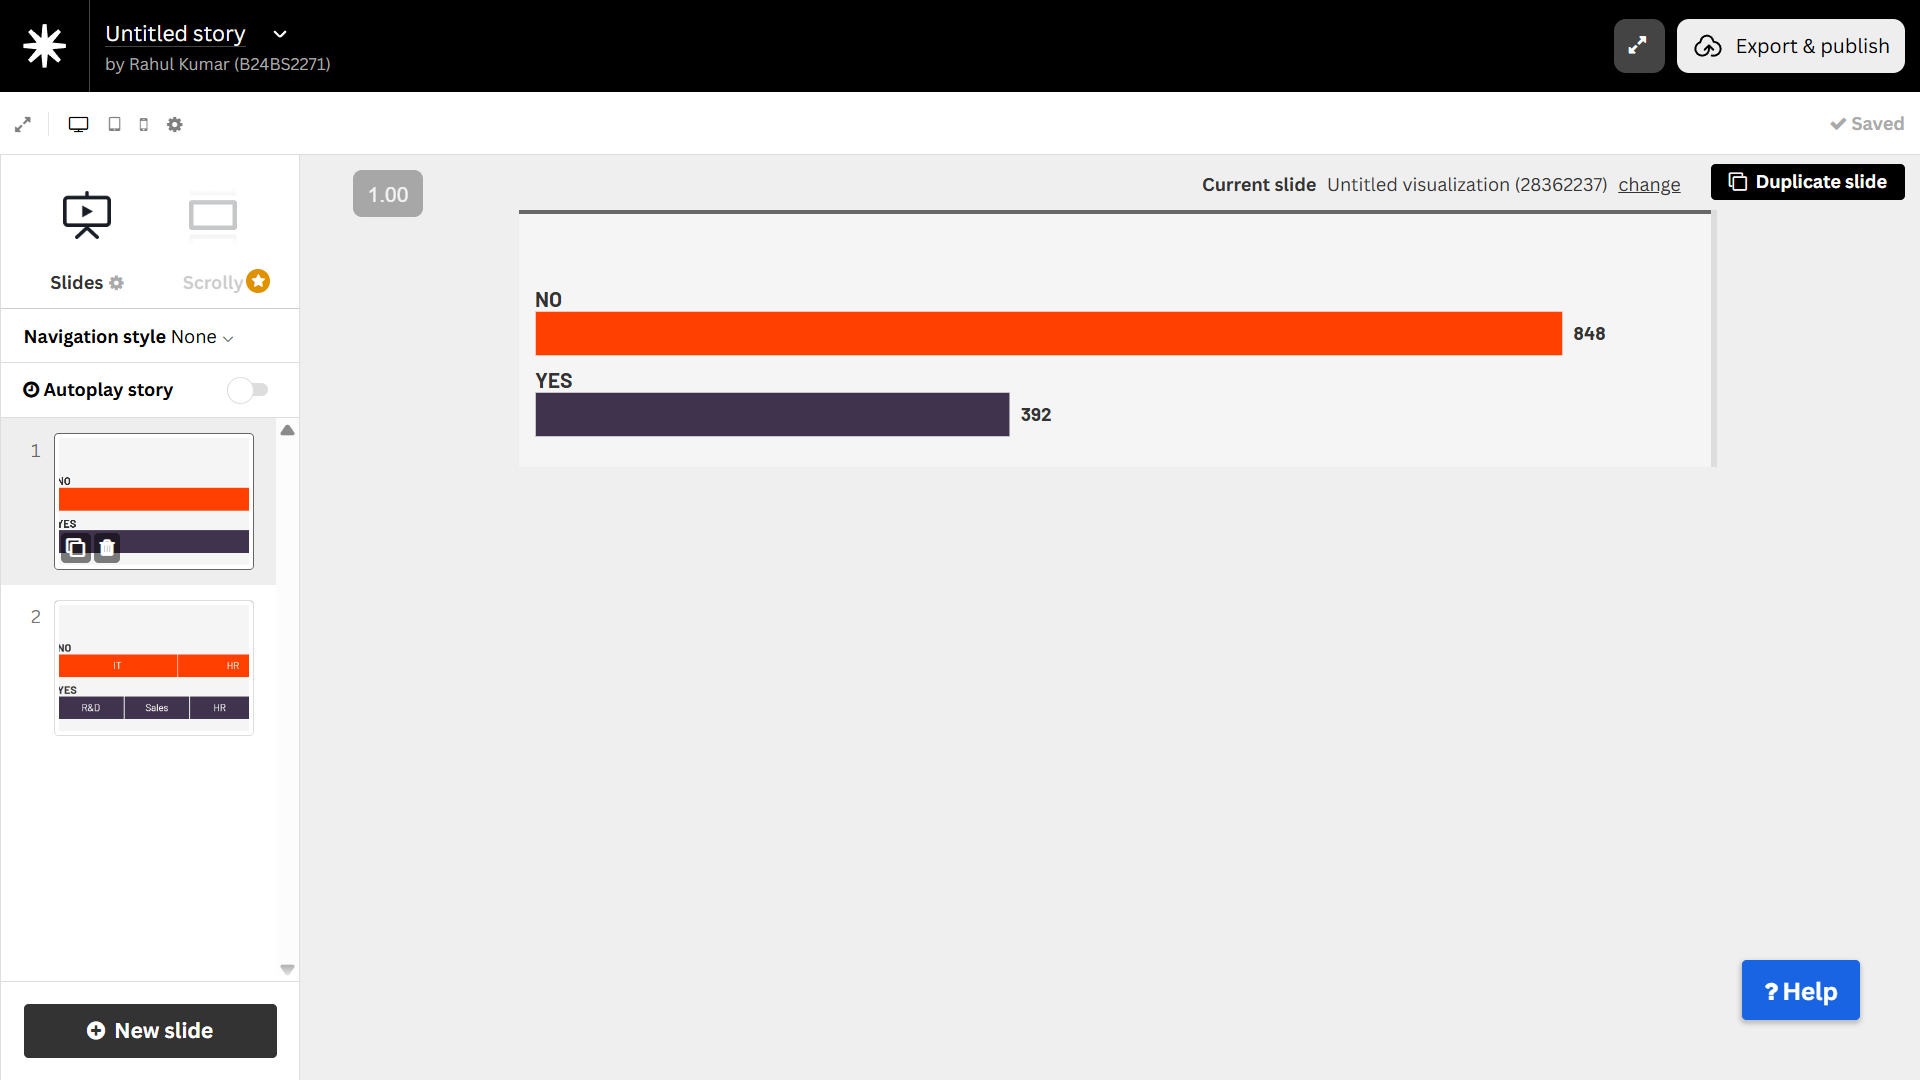 Untitled story
by Rahul Kumar (B24BS2271)
Export & publish
Saved
Slides
Scrolly
Navigation style None
Autoplay story
1
NO
YES
2
NO
IT HR
YES
R&D Sales HR
New slide
1.00
Current slide Untitled visualization (28362237) change
Duplicate slide
NO
848
YES
392
? Help